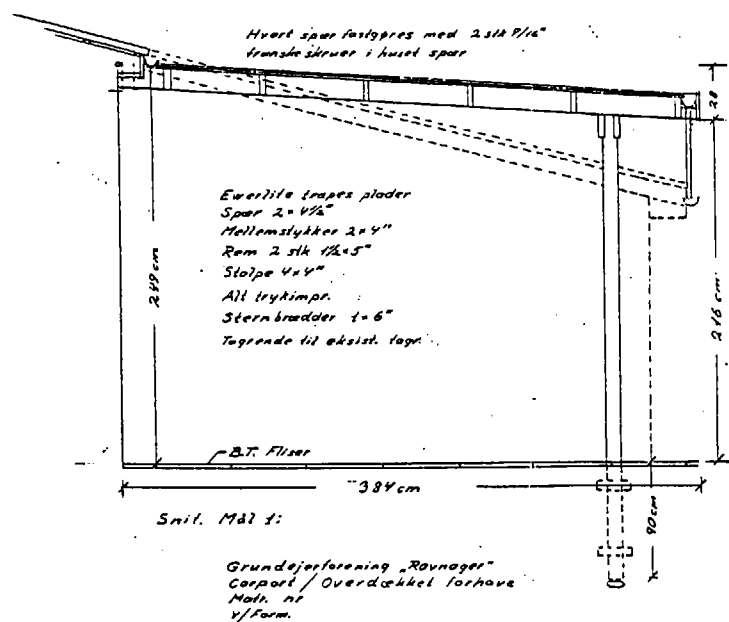 Hvert spær fastgøres med 2 stk 5/16"
franske skruer i huset spær
28
Ewerlite trapes plader
Spær 2 × 4½"
Mellemstykker 2 × 4"
Rem 2 stk 1½ × 5"
Stolpe 4 × 4"
Alt trykimpr.
Sternbrædder 1 × 6"
Tagrende til eksist. tagr.
249 cm
216 cm
B.T. Fliser
384 cm
90 cm
Snit. Mål 1:
Grundejerforening „Ravnager"
Carport / Overdækket forhave
Matr. nr
v/Form.